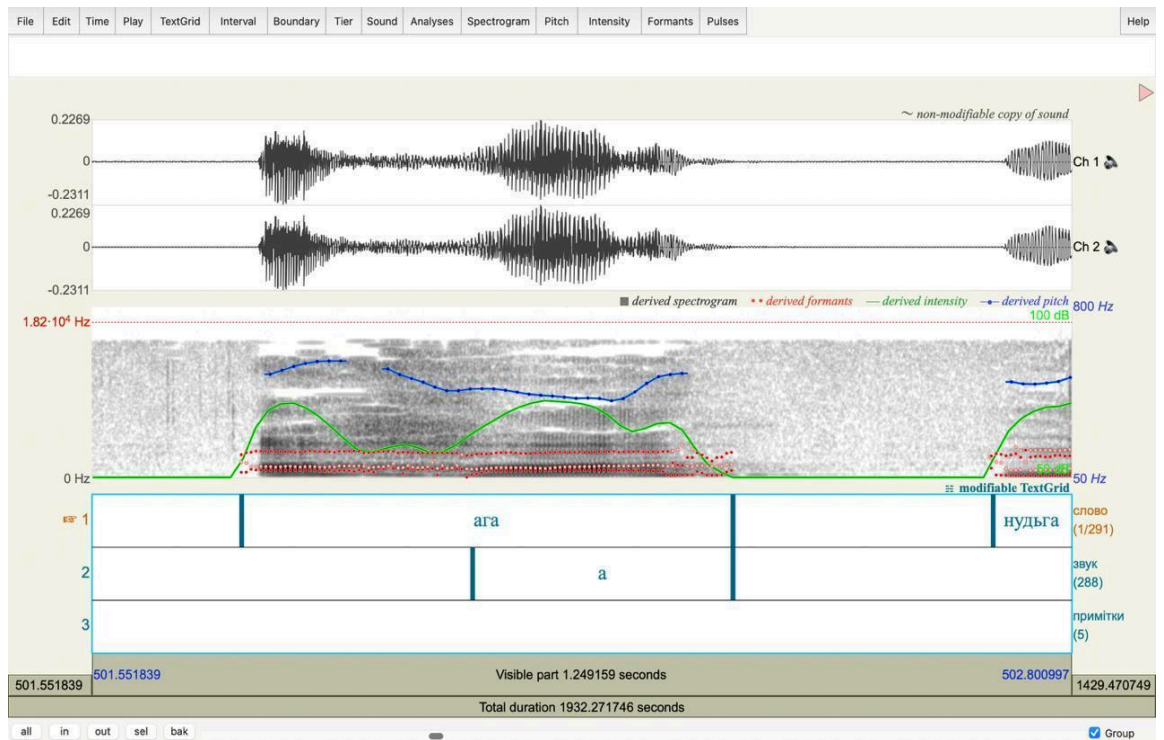 File Edit Time Play TextGrid Interval Boundary Tier Sound Analyses Spectrogram Pitch Intensity Formants Pulses Help
~ non-modifiable copy of sound
0.2269
0 Ch 1
-0.2311
0.2269
0 Ch 2
-0.2311
derived spectrogram derived formants derived intensity derived pitch 800 Hz
100 dB
1.82·10⁴ Hz
50 dB
0 Hz 50 Hz
modifiable TextGrid
1 ага нудьга слово
(1/291)
2 а звук
(288)
3 примітки
(5)
501.551839 501.551839 Visible part 1.249159 seconds 502.800997 1429.470749
Total duration 1932.271746 seconds
all in out sel bak Group